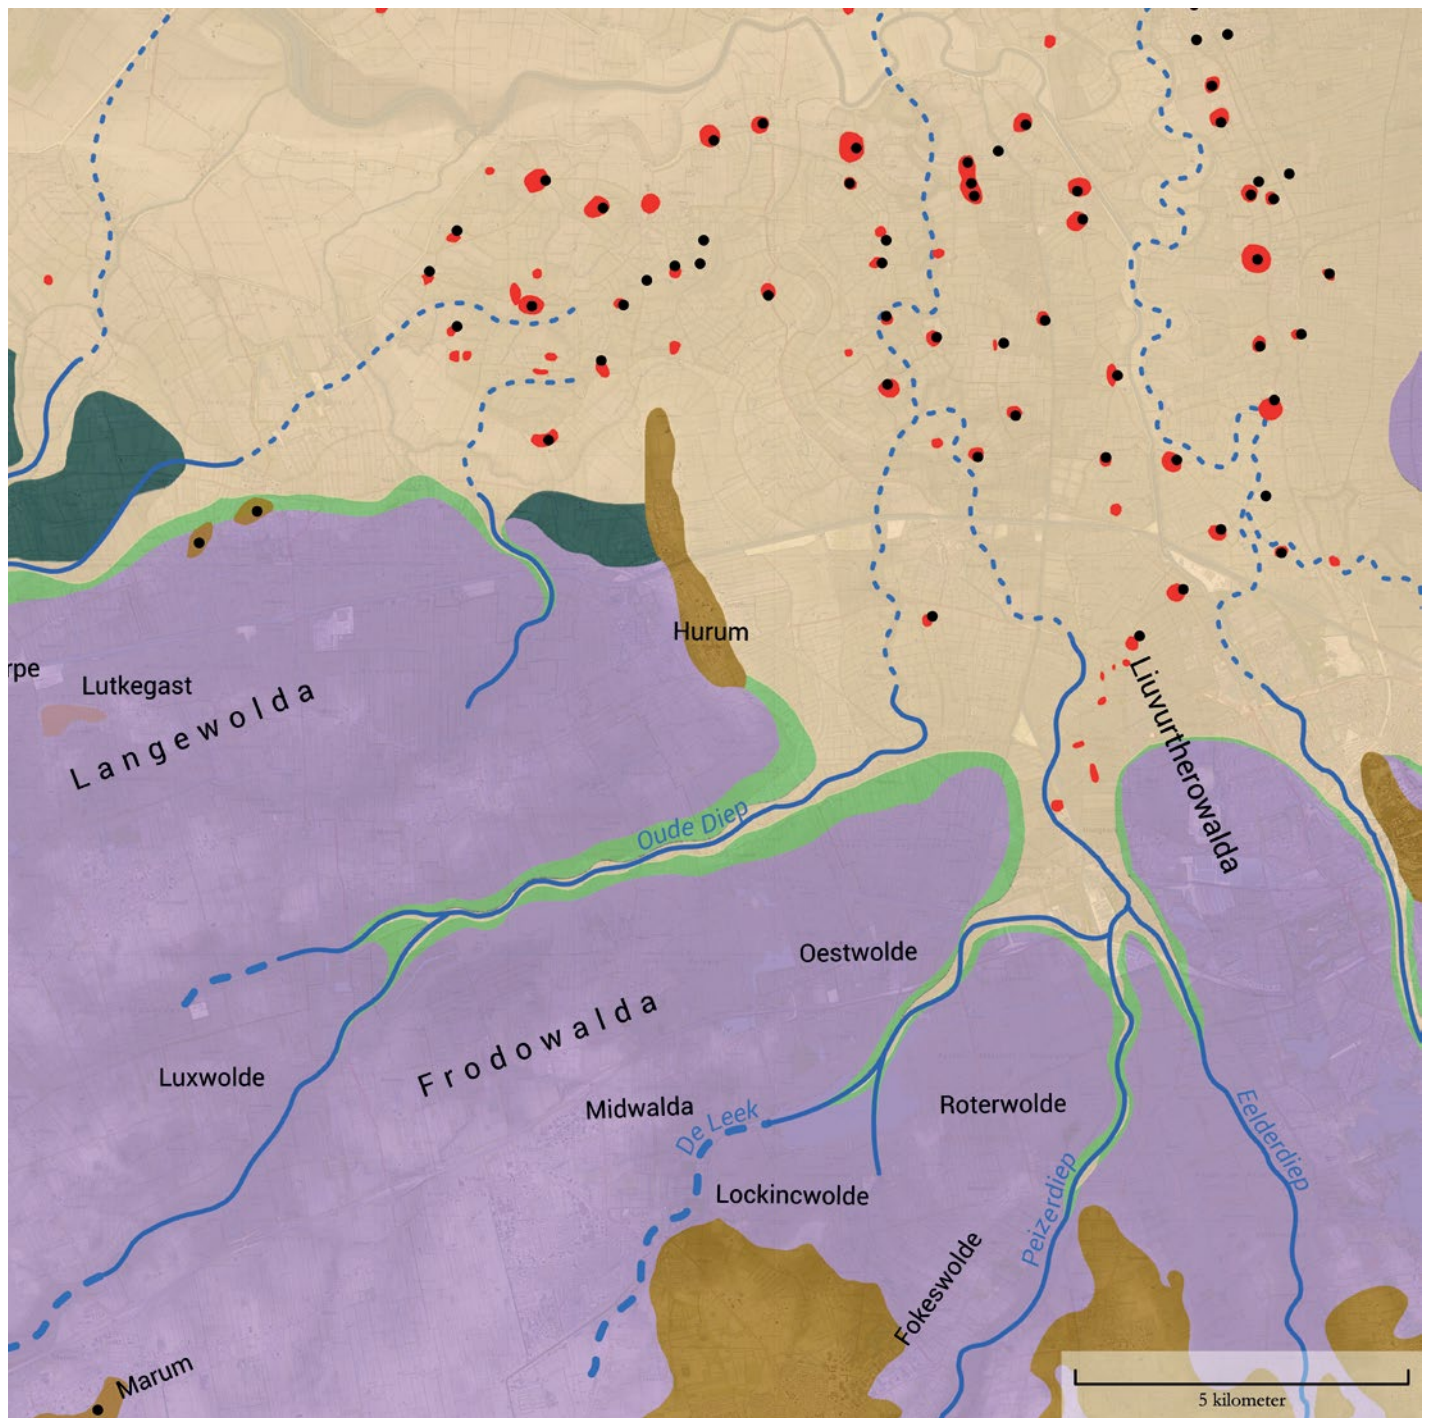 Hurum
rpe
Lutkegast
Langewolda
Liuvurtherowalda
Oude Diep
Oestwolde
Frodowalda
Luxwolde
Midwalda
De Leek
Roterwolde
Eelderdiep
Lockincwolde
Peizerdiep
Fokeswolde
Marum
5 kilometer